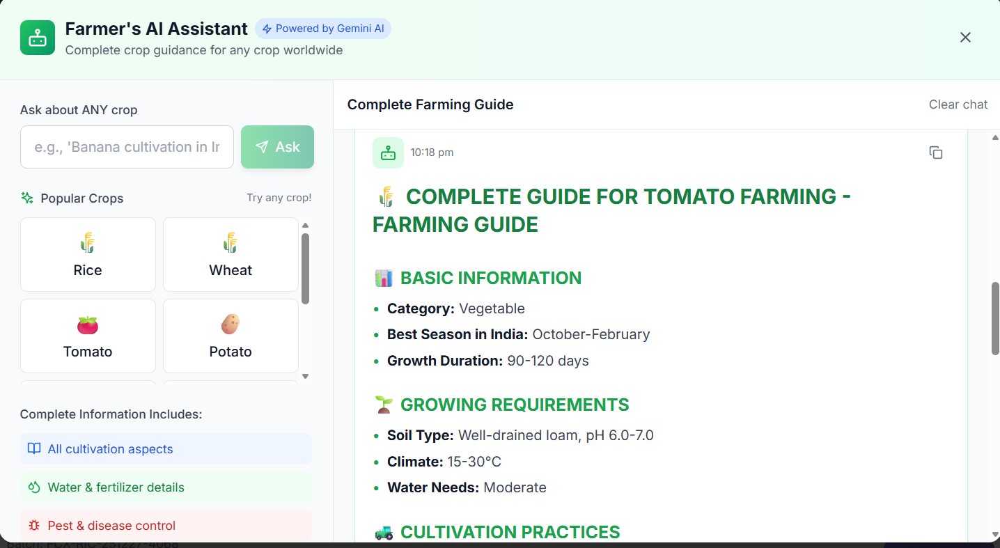 Farmer's AI Assistant
Powered by Gemini AI
Complete crop guidance for any crop worldwide
Ask about ANY crop
e.g., 'Banana cultivation in Ir
Ask
Popular Crops
Try any crop!
Rice
Wheat
Tomato
Potato
Complete Information Includes:
All cultivation aspects
Water & fertilizer details
Pest & disease control
Complete Farming Guide
Clear chat
10:18 pm
COMPLETE GUIDE FOR TOMATO FARMING -
FARMING GUIDE
BASIC INFORMATION
• Category: Vegetable
• Best Season in India: October-February
• Growth Duration: 90-120 days
GROWING REQUIREMENTS
• Soil Type: Well-drained loam, pH 6.0-7.0
• Climate: 15-30°C
• Water Needs: Moderate
CULTIVATION PRACTICES